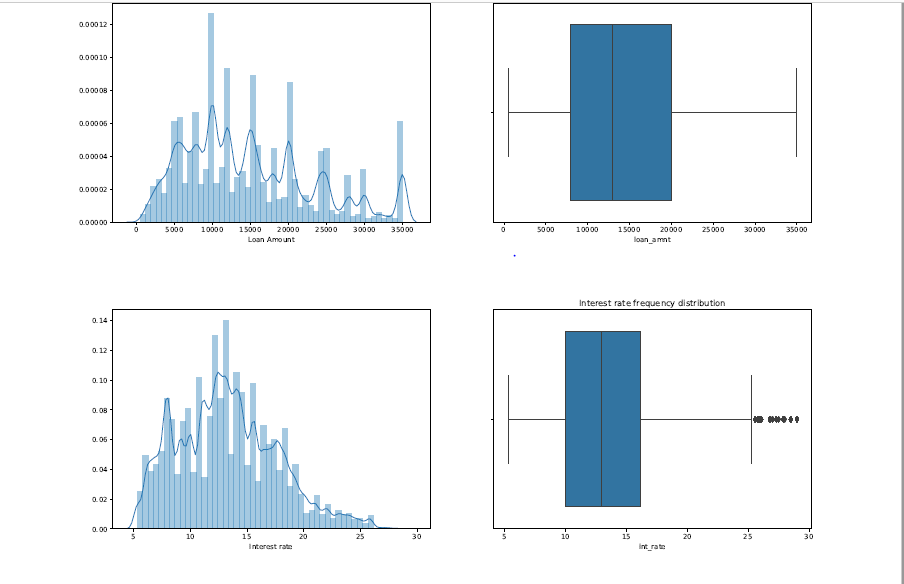 0.00012
0.00010
0.00008
0.00006
0.00004
0.00002
0.00000
0 5000 10000 15000 20000 25000 30000 35000
Loan Amount
0 5000 10000 15000 20000 25000 30000 35000
loan_amnt
0.14
0.12
0.10
0.08
0.06
0.04
0.02
0.00
5 10 15 20 25 30
Interest rate
Interest rate frequency distribution
5 10 15 20 25 30
int_rate